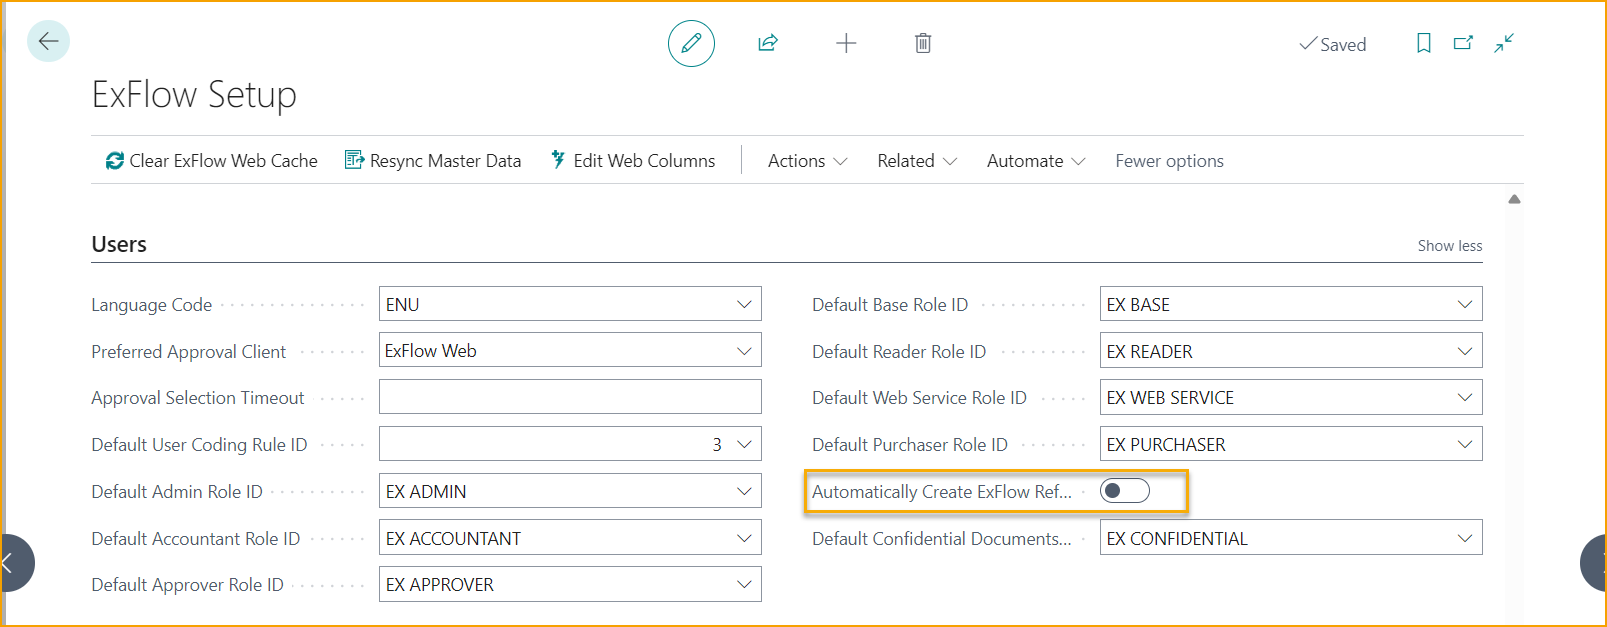 Saved
ExFlow Setup
Clear ExFlow Web Cache Resync Master Data Edit Web Columns Actions Related Automate Fewer options
Users Show less
Language Code ENU Default Base Role ID EX BASE
Preferred Approval Client ExFlow Web Default Reader Role ID EX READER
Approval Selection Timeout Default Web Service Role ID EX WEB SERVICE
Default User Coding Rule ID 3 Default Purchaser Role ID EX PURCHASER
Default Admin Role ID EX ADMIN Automatically Create ExFlow Ref...
Default Accountant Role ID EX ACCOUNTANT Default Confidential Documents... EX CONFIDENTIAL
Default Approver Role ID EX APPROVER